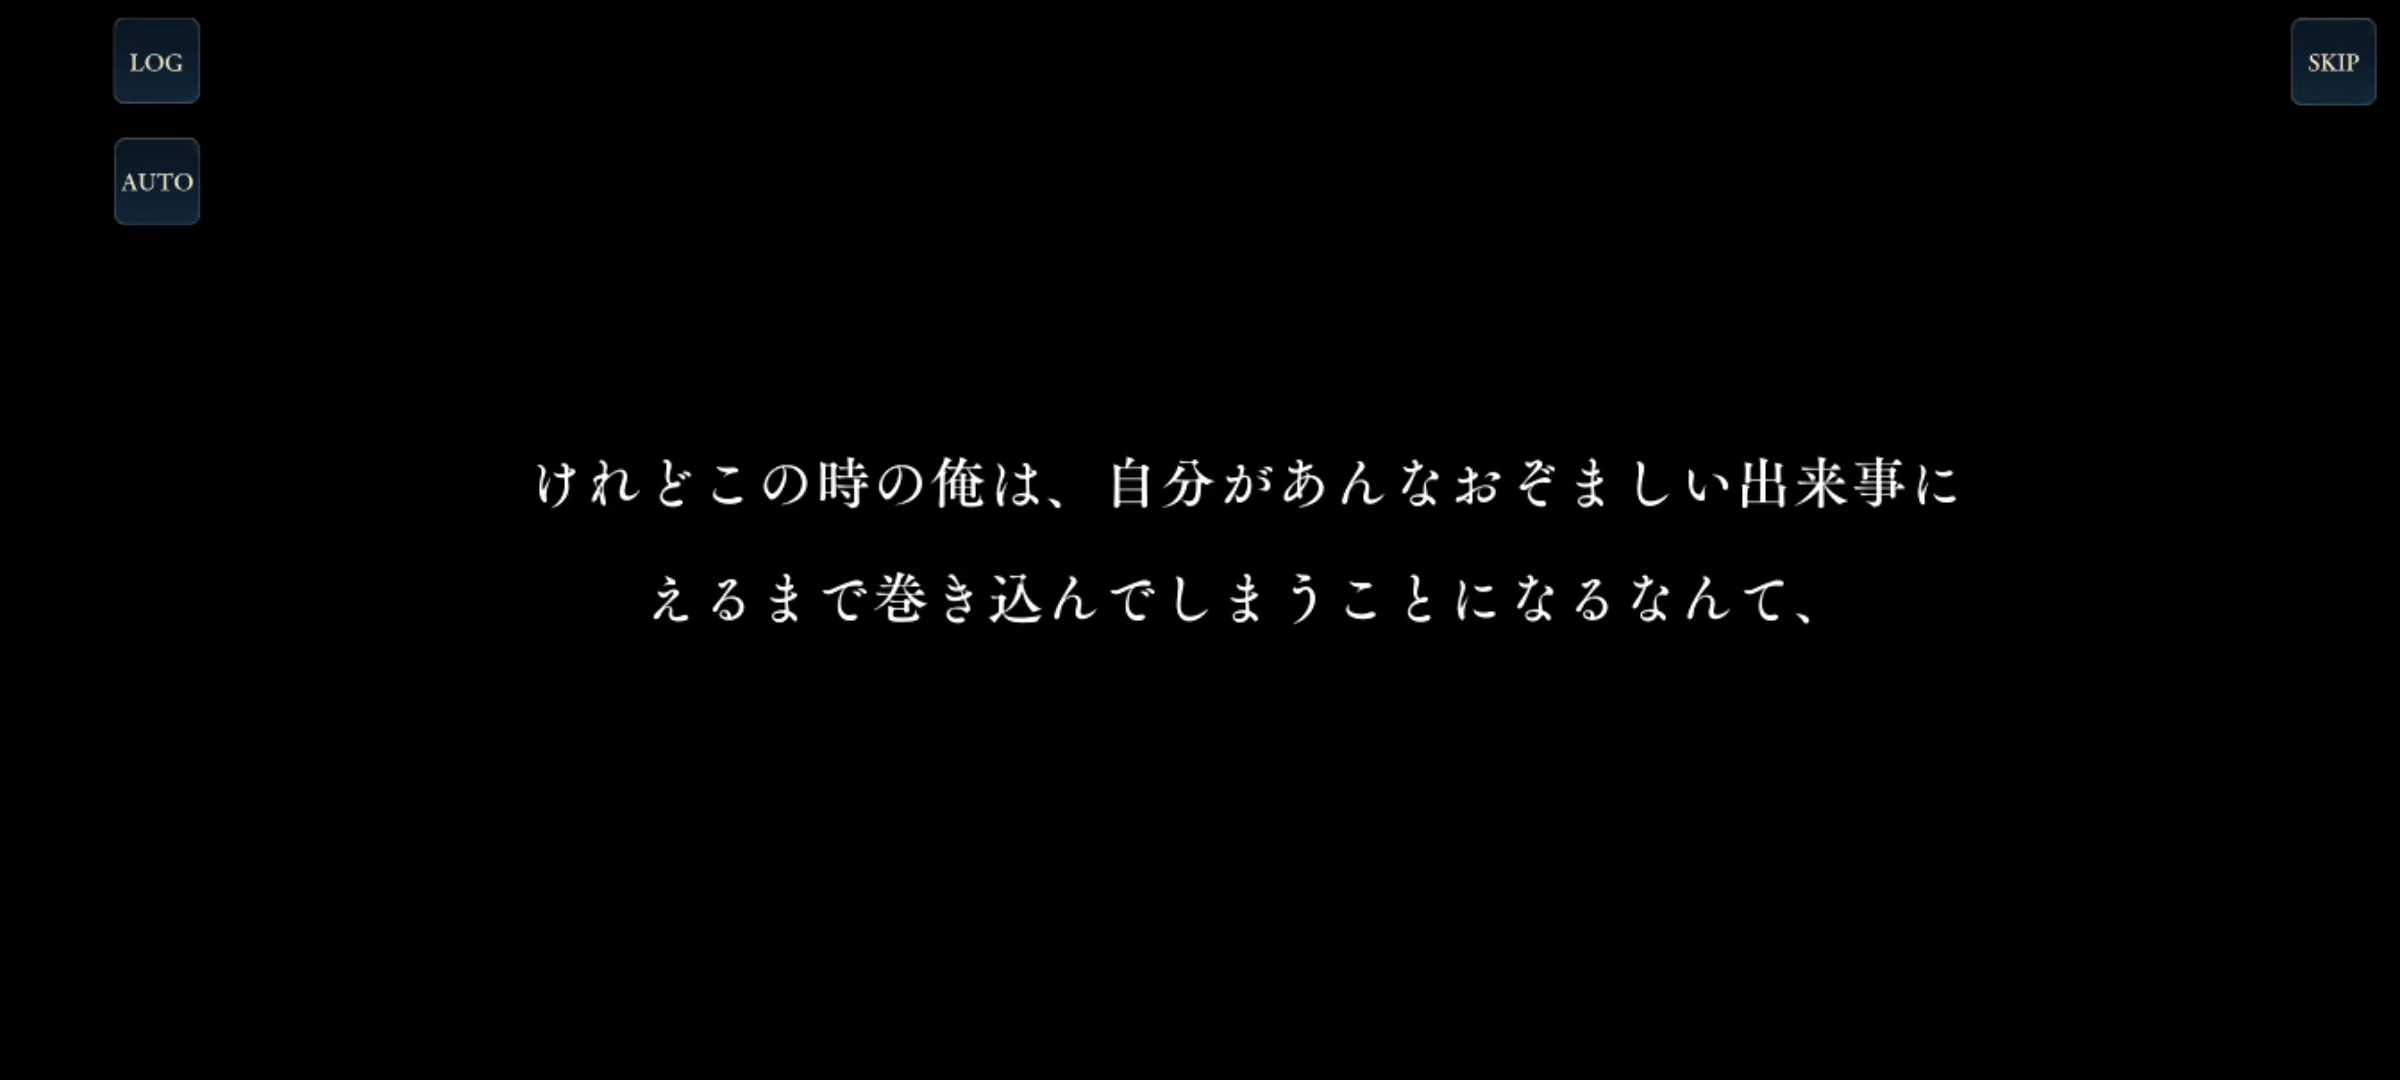 LOG
SKIP
AUTO
けれどこの時の俺は、自分があんなおぞましい出来事に
えるまで巻き込んでしまうことになるなんて、